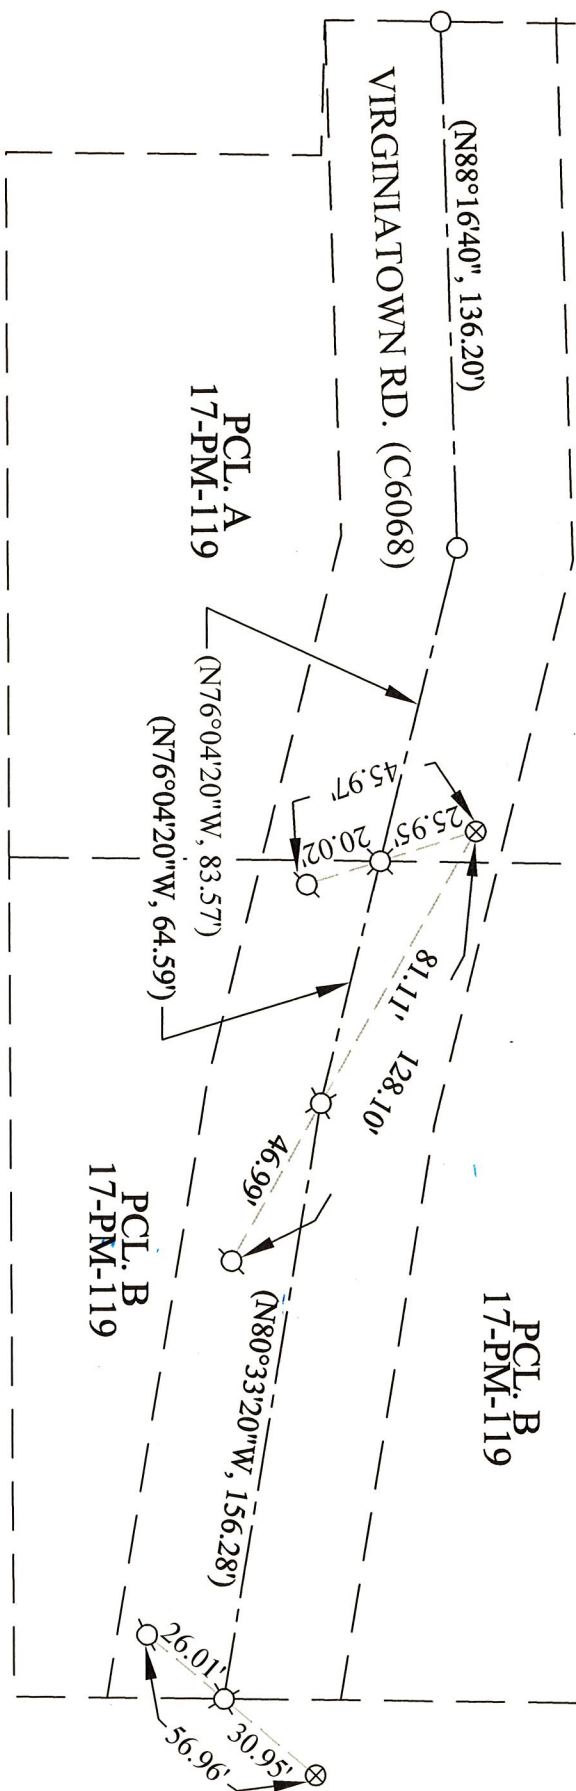 (N88°16'40", 136.20')
VIRGINIATOWN RD. (C6068)
PCL. A
17-PM-119
(N76°04'20"W, 83.57')
(N76°04'20"W, 64.59')
45.97'
25.95'
20.02'
81.11'
128.10'
46.99'
PCL. B
17-PM-119
PCL. B
17-PM-119
(N80°33'20"W, 156.28')
26.01'
30.95'
56.96'